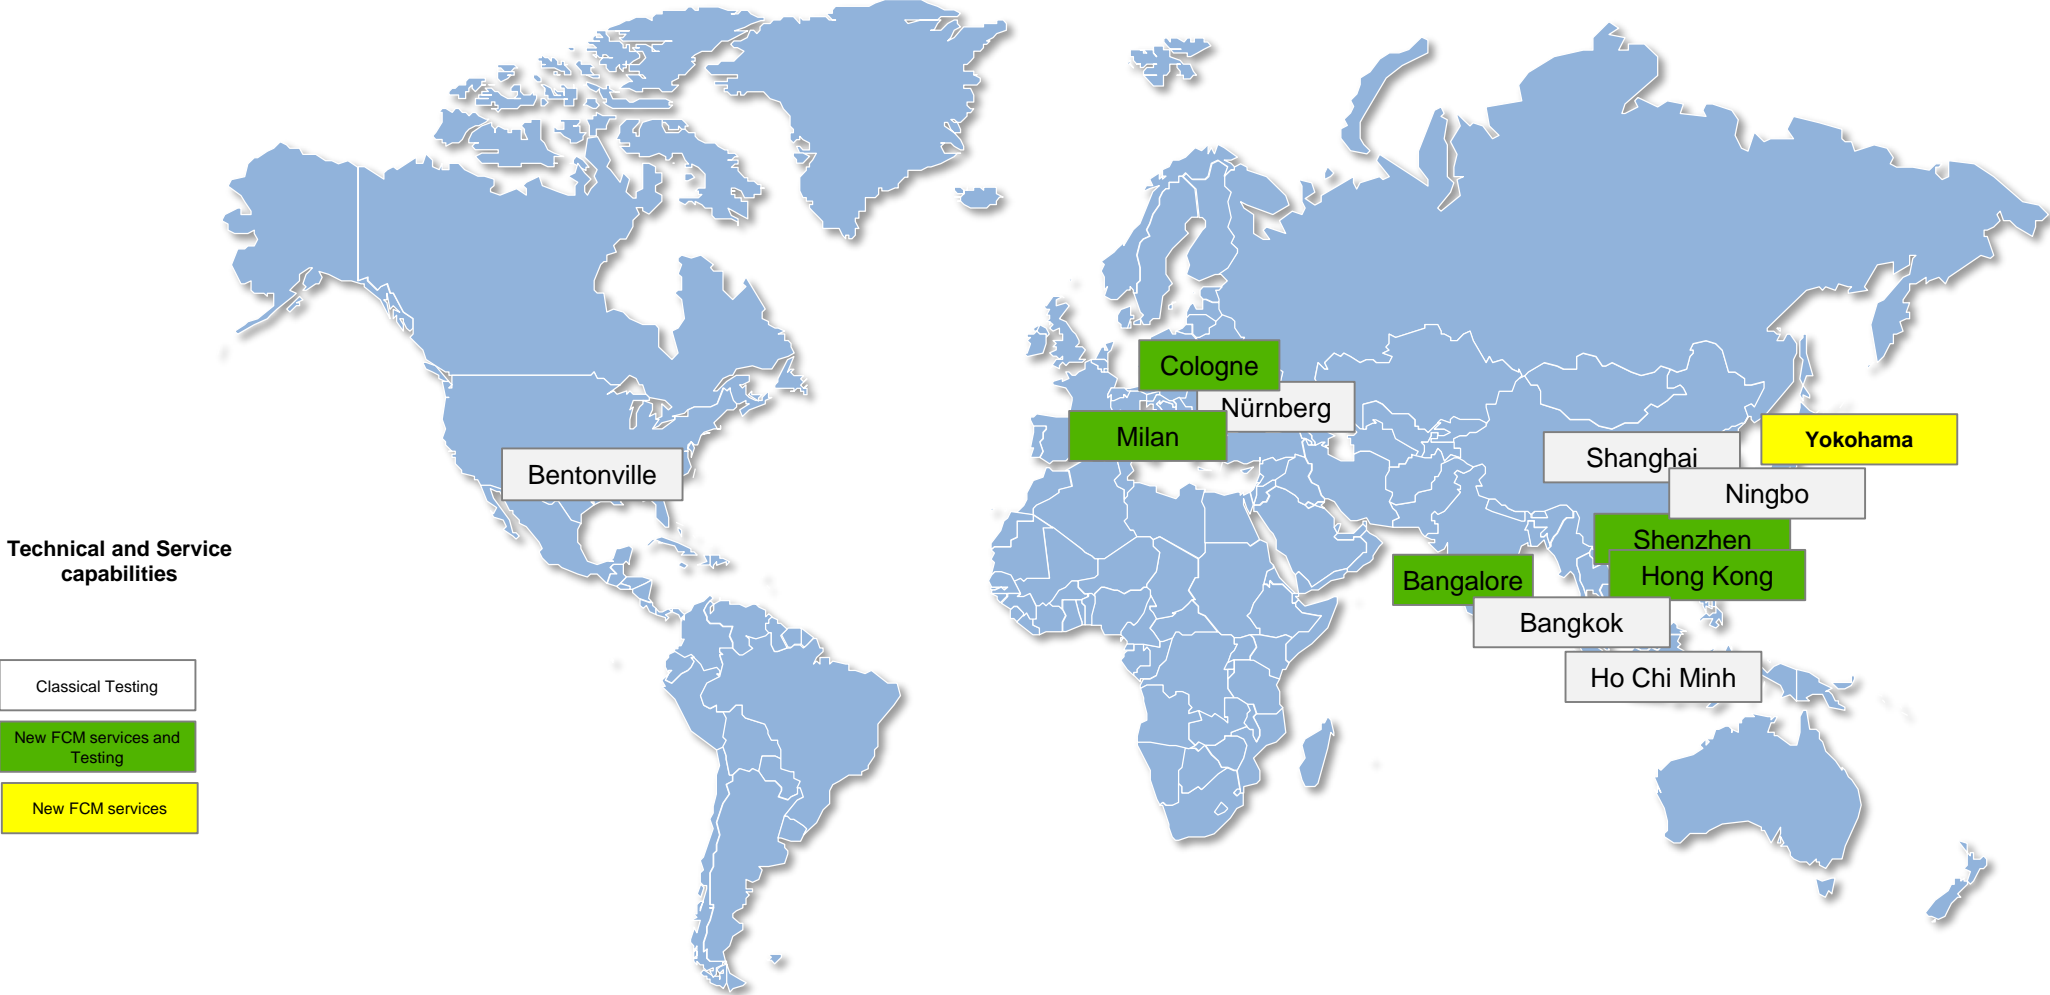 Cologne
Nürnberg
Milan
Yokohama
Shanghai
Bentonville
Ningbo
Shenzhen
Bangalore
Hong Kong
Bangkok
Ho Chi Minh
Technical and Service
capabilities
Classical Testing
New FCM services and
Testing
New FCM services